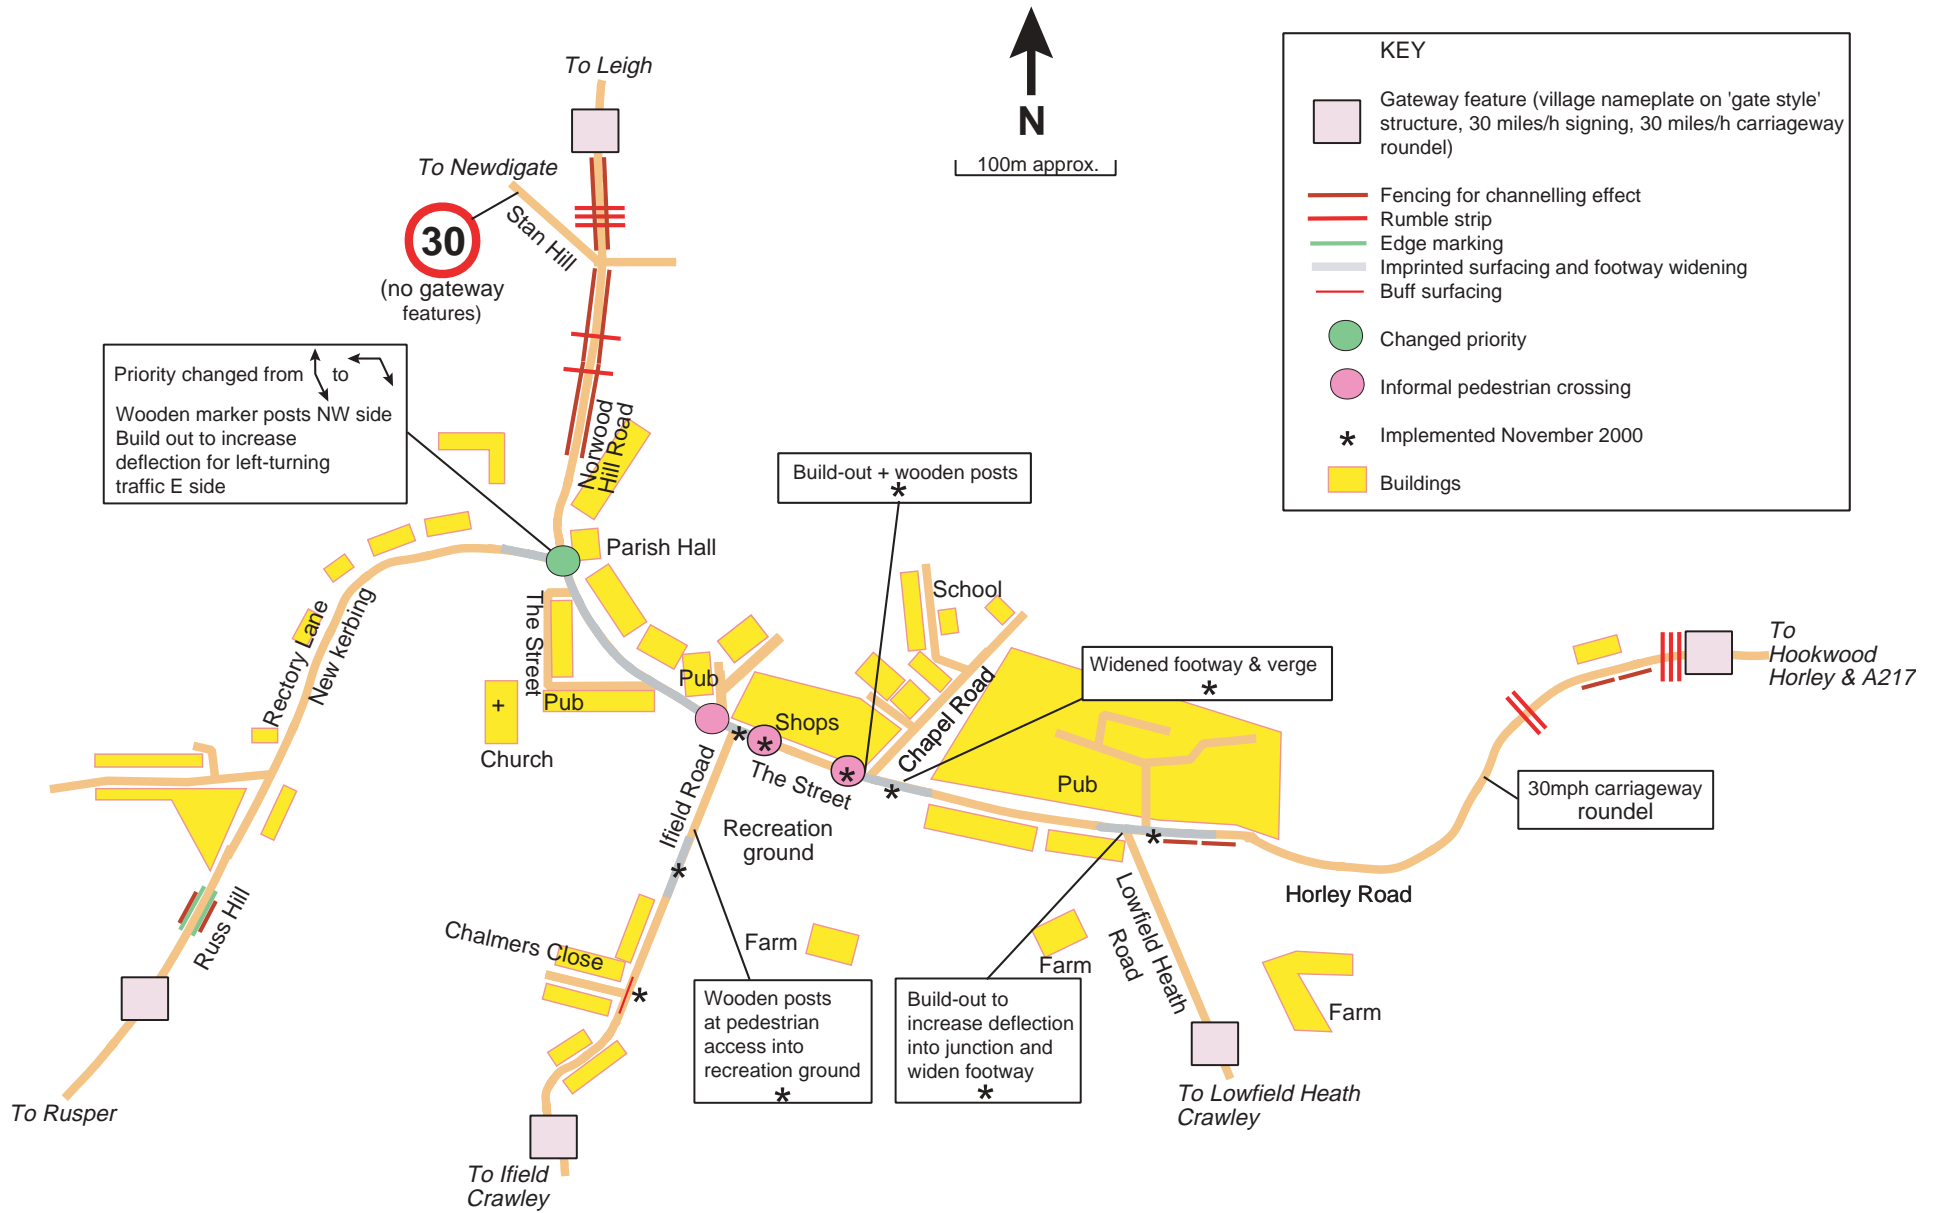 To Leigh
N
100m approx.
KEY
Gateway feature (village nameplate on 'gate style'
structure, 30 miles/h signing, 30 miles/h carriageway
roundel)
Fencing for channelling effect
Rumble strip
Edge marking
Imprinted surfacing and footway widening
Buff surfacing
Changed priority
Informal pedestrian crossing
* Implemented November 2000
Buildings
To Newdigate
Stan Hill
30
(no gateway
features)
Priority changed from to
Wooden marker posts NW side
Build out to increase
deflection for left-turning
traffic E side
Norwood
Hill Road
Build-out + wooden posts
*
Parish Hall
The Street
Rectory Lane
New kerbing
School
Pub
Pub
+
Church
Shops
*
*
*
The Street
Chapel Road
*
Widened footway & verge
*
Pub
*
To
Hookwood
Horley & A217
30mph carriageway
roundel
Horley Road
Ifield Road
Recreation
ground
*
Russ Hill
Chalmers Close
*
Farm
Farm
Farm
Lowfield Heath
Road
Wooden posts
at pedestrian
access into
recreation ground
*
Build-out to
increase deflection
into junction and
widen footway
*
To Rusper
To Lowfield Heath
Crawley
To Ifield
Crawley